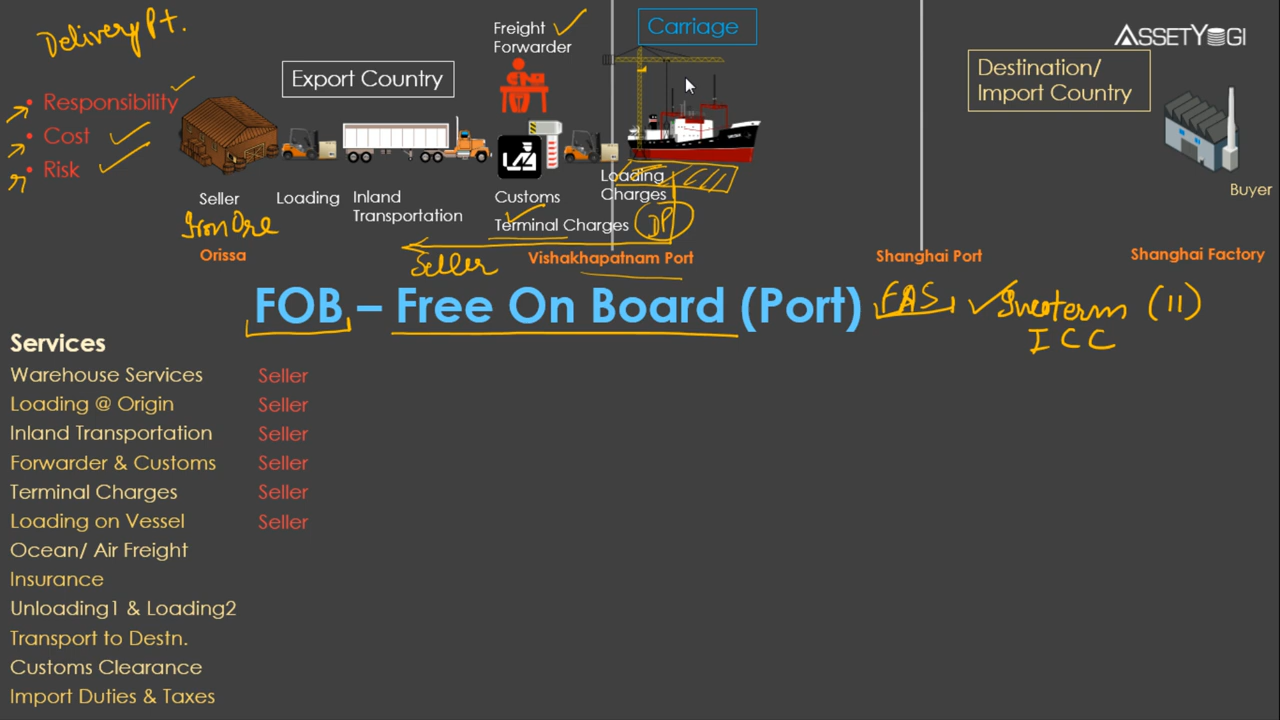 Delivery Pt.
• Responsibility
• Cost
• Risk
Export Country
Freight
Forwarder
Carriage
ASSETYOGI
Destination/
Import Country
Seller
Loading
Inland
Transportation
Customs
Terminal Charges
Loading
Charges
DP
Buyer
Iron Ore
Orissa
Seller
Vishakhapatnam Port
Shanghai Port
Shanghai Factory
FOB – Free On Board (Port)
FAS
Incoterm (11)
ICC
Services
Warehouse Services Seller
Loading @ Origin Seller
Inland Transportation Seller
Forwarder & Customs Seller
Terminal Charges Seller
Loading on Vessel Seller
Ocean/ Air Freight
Insurance
Unloading1 & Loading2
Transport to Destn.
Customs Clearance
Import Duties & Taxes